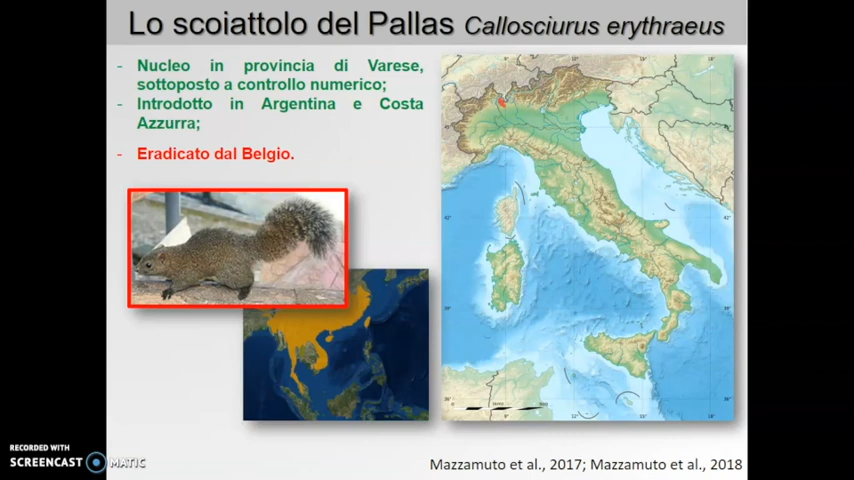 Lo scoiattolo del Pallas Callosciurus erythraeus
- Nucleo in provincia di Varese,
sottoposto a controllo numerico;
- Introdotto in Argentina e Costa
Azzurra;
- Eradicato dal Belgio.
Mazzamuto et al., 2017; Mazzamuto et al., 2018
RECORDED WITH
SCREENCAST MATIC